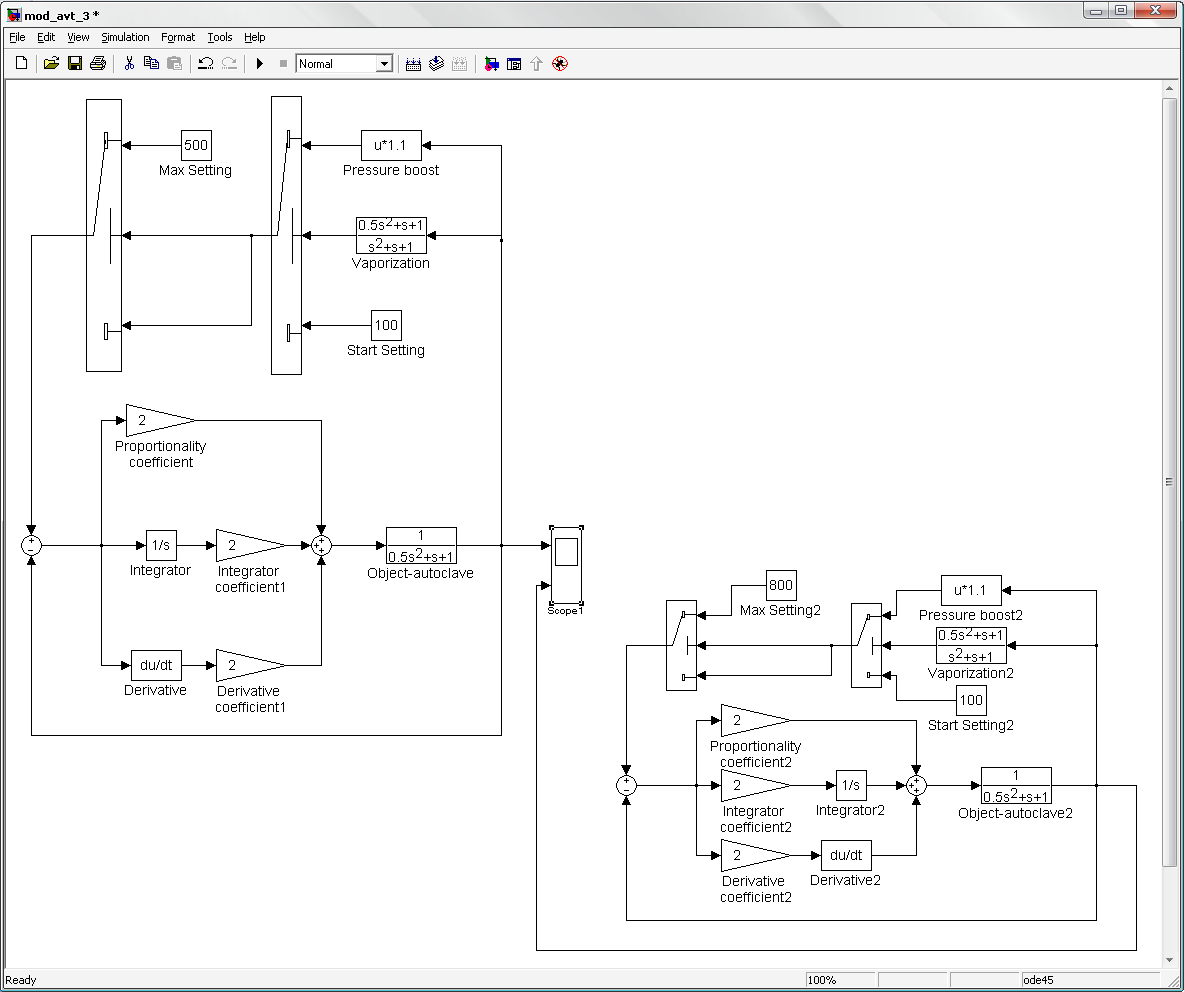 mod_avt_3 *
File Edit View Simulation Format Tools Help
Normal
500
Max Setting
u*1.1
Pressure boost
0.5s2+s+1
s2+s+1
Vaporization
100
Start Setting
2
Proportionality
coefficient
+
-
1/s
Integrator
2
Integrator
coefficient1
+
+
+
1
0.5s2+s+1
Object-autoclave
Scope1
du/dt
Derivative
2
Derivative
coefficient1
800
Max Setting2
u*1.1
Pressure boost2
0.5s2+s+1
s2+s+1
Vaporization2
100
Start Setting2
2
Proportionality
coefficient2
+
-
2
Integrator
coefficient2
1/s
Integrator2
+
+
+
1
0.5s2+s+1
Object-autoclave2
2
Derivative
coefficient2
du/dt
Derivative2
Ready 100% ode45